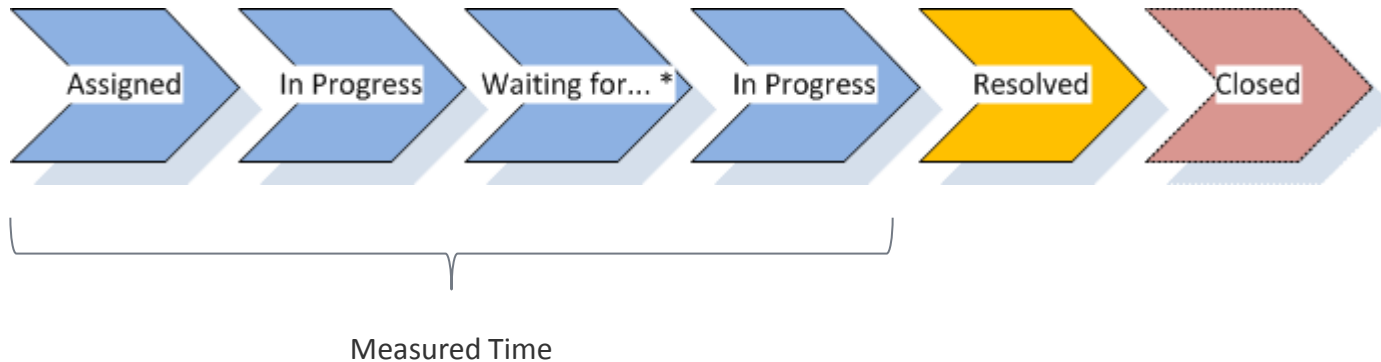 Assigned
In Progress
Waiting for... *
In Progress
Resolved
Closed
Measured Time